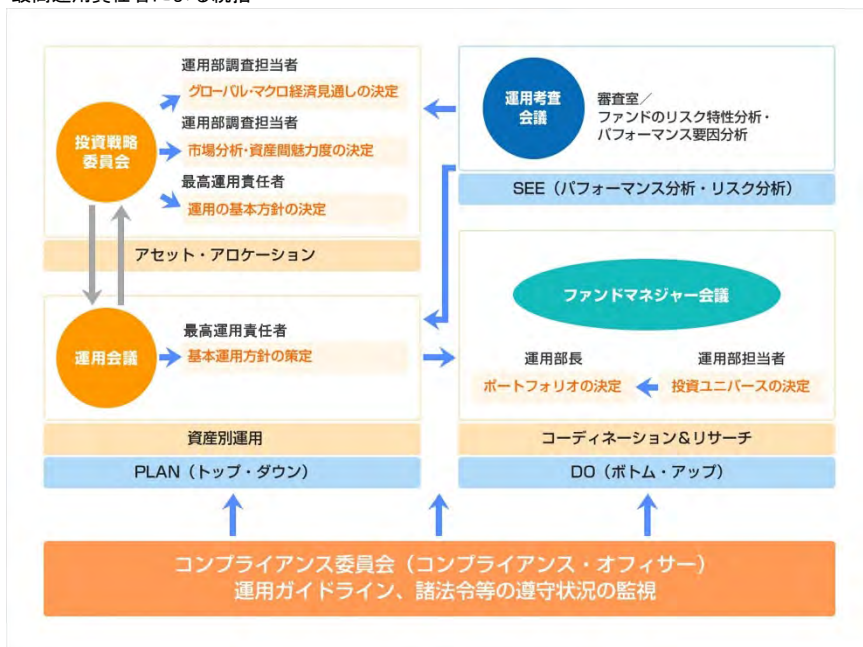 運用部調査担当者
グローバル・マクロ経済見通しの決定
投資戦略
委員会
運用部調査担当者
市場分析・資産間魅力度の決定
最高運用責任者
運用の基本方針の決定
アセット・アロケーション
運用考査
会議
審査室/
ファンドのリスク特性分析・
パフォーマンス要因分析
SEE(パフォーマンス分析・リスク分析)
運用会議
最高運用責任者
基本運用方針の策定
資産別運用
PLAN(トップ・ダウン)
ファンドマネジャー会議
運用部長
ポートフォリオの決定
運用部担当者
投資ユニバースの決定
コーディネーション&リサーチ
DO(ボトム・アップ)
コンプライアンス委員会(コンプライアンス・オフィサー)
運用ガイドライン、諸法令等の遵守状況の監視